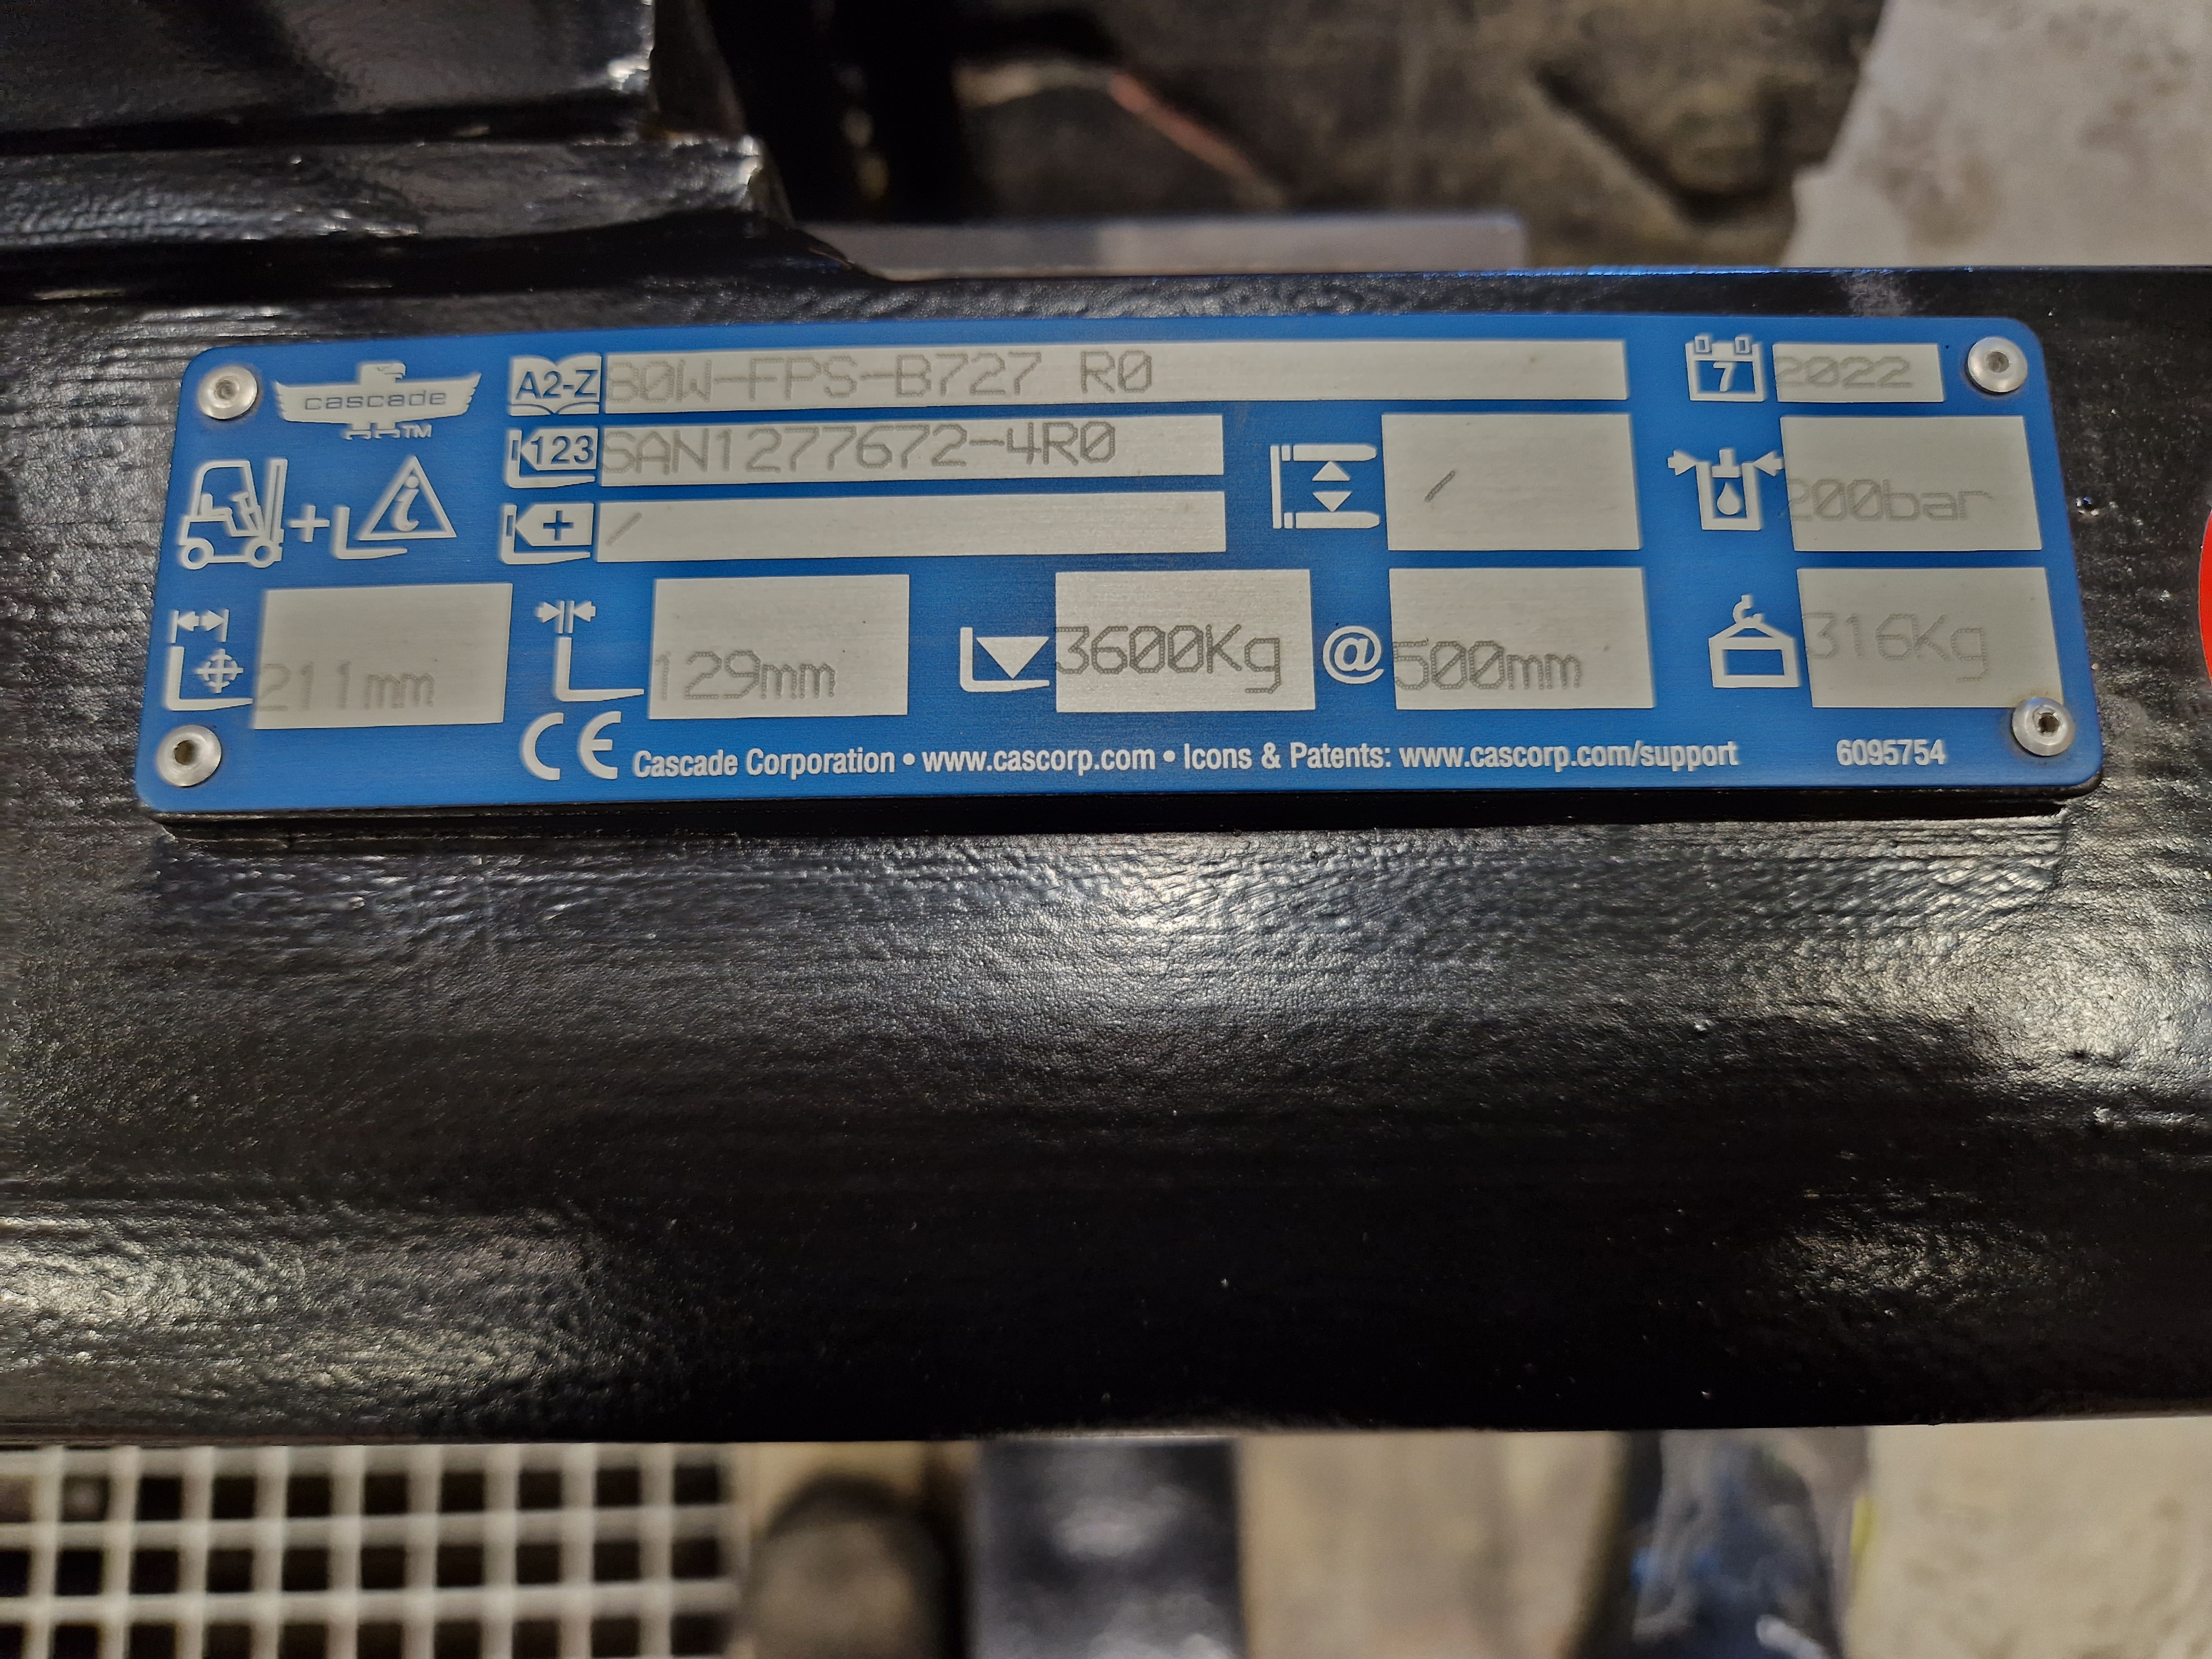 cascade™
A2-Z 80W-FPS-B727 R0
7 2022
123 SAN1277672-4R0
/
/
200bar
i
211mm
129mm
3600Kg @ 500mm
316Kg
CE Cascade Corporation • www.cascorp.com • Icons & Patents: www.cascorp.com/support 6095754